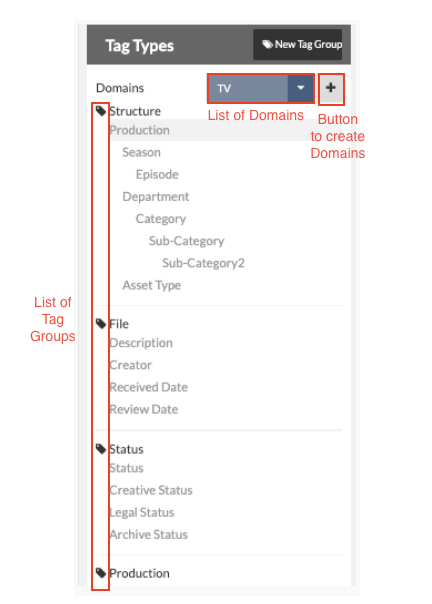 Tag Types
New Tag Group
Domains
TV
+
List of Domains
Button
to create
Domains
Structure
Production
Season
Episode
Department
Category
Sub-Category
Sub-Category2
Asset Type
List of
Tag
Groups
File
Description
Creator
Received Date
Review Date
Status
Status
Creative Status
Legal Status
Archive Status
Production